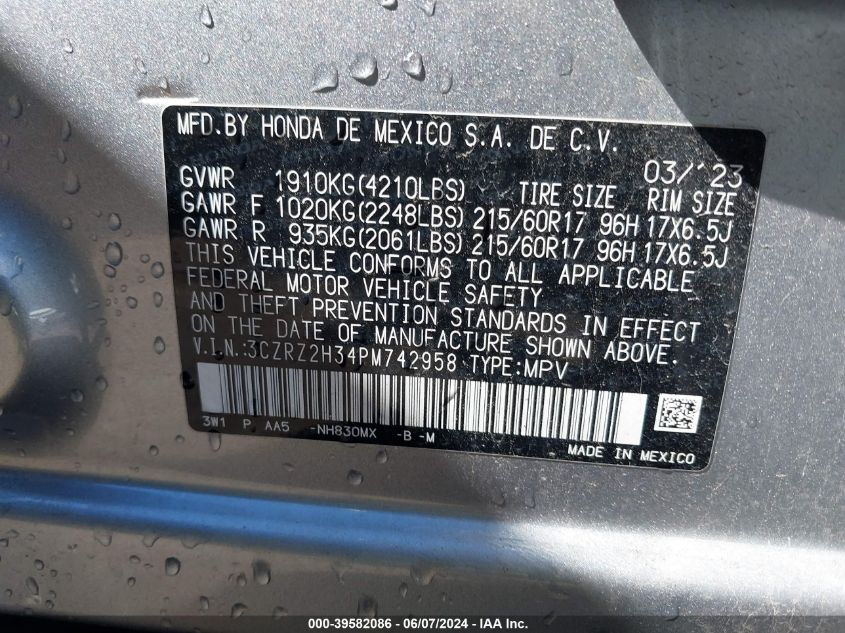 MFD.BY HONDA DE MEXICO S.A. DE C.V.
03/'23
GVWR 1910KG(4210LBS) TIRE SIZE RIM SIZE
GAWR F 1020KG(2248LBS) 215/60R17 96H 17X6.5J
GAWR R 935KG(2061LBS) 215/60R17 96H 17X6.5J
THIS VEHICLE CONFORMS TO ALL APPLICABLE
FEDERAL MOTOR VEHICLE SAFETY
AND THEFT PREVENTION STANDARDS IN EFFECT
ON THE DATE OF MANUFACTURE SHOWN ABOVE.
V.I.N.:3CZRZ2H34PM742958 TYPE:MPV
3W1 P AA5 -NH830MX -B -M
MADE IN MEXICO
000-39582086 - 06/07/2024 - IAA Inc.